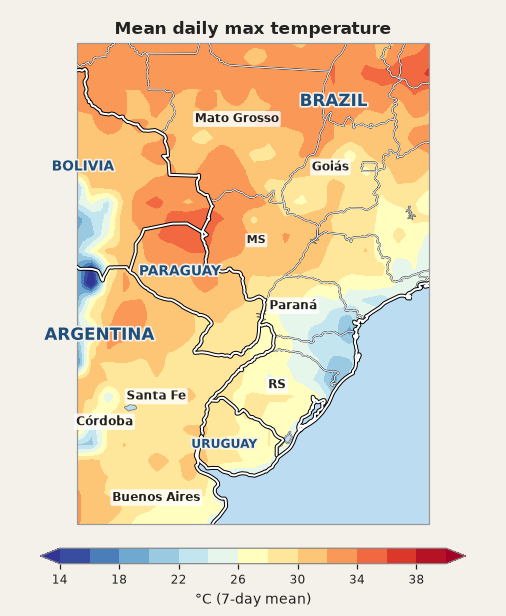 Mean daily max temperature
BRAZIL
Mato Grosso
BOLIVIA
Goiás
MS
PARAGUAY
Paraná
ARGENTINA
RS
Santa Fe
Córdoba
URUGUAY
Buenos Aires
14 18 22 26 30 34 38
°C (7-day mean)